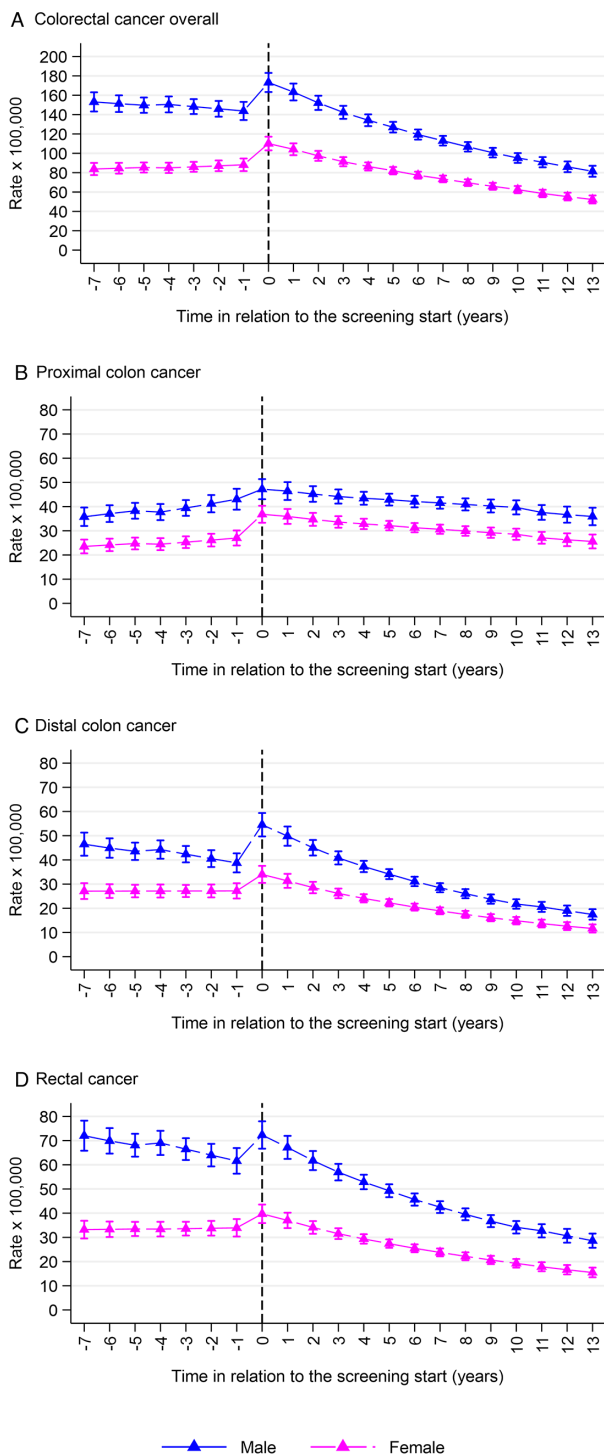 A Colorectal cancer overall
200
180
160
140
120
100
80
60
40
20
0
Rate x 100,000
-7 -6 -5 -4 -3 -2 -1 0 1 2 3 4 5 6 7 8 9 10 11 12 13
Time in relation to the screening start (years)
B Proximal colon cancer
80
70
60
50
40
30
20
10
0
Rate x 100,000
-7 -6 -5 -4 -3 -2 -1 0 1 2 3 4 5 6 7 8 9 10 11 12 13
Time in relation to the screening start (years)
C Distal colon cancer
80
70
60
50
40
30
20
10
0
Rate x 100,000
-7 -6 -5 -4 -3 -2 -1 0 1 2 3 4 5 6 7 8 9 10 11 12 13
Time in relation to the screening start (years)
D Rectal cancer
80
70
60
50
40
30
20
10
0
Rate x 100,000
-7 -6 -5 -4 -3 -2 -1 0 1 2 3 4 5 6 7 8 9 10 11 12 13
Time in relation to the screening start (years)
Male Female